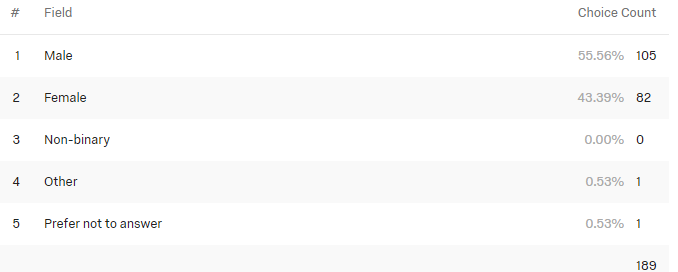 # Field Choice Count
1 Male 55.56% 105
2 Female 43.39% 82
3 Non-binary 0.00% 0
4 Other 0.53% 1
5 Prefer not to answer 0.53% 1
189